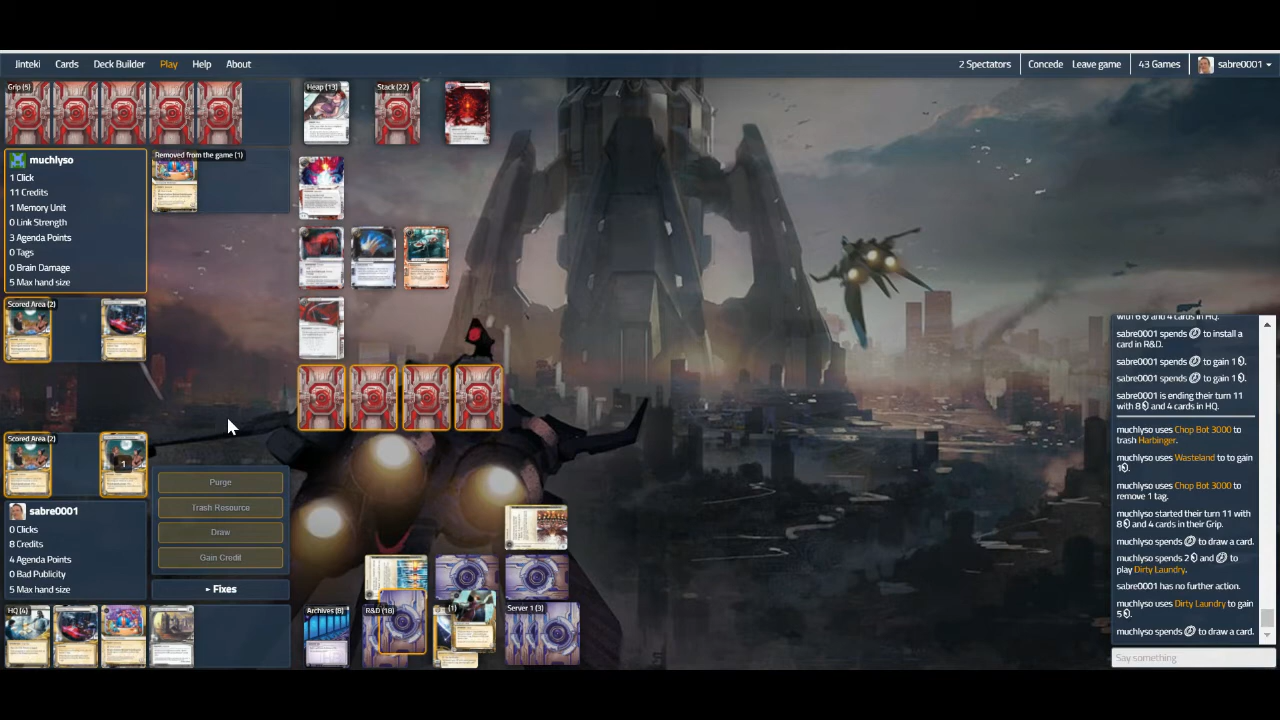 Jinteki Cards Deck Builder Play Help About
2 Spectators Concede Leave game 43 Games sabre0001
Grip (5)
Heap (13)
Stack (22)
muchlyso
Removed from the game (1)
1 Click
11 Credits
1 Memory Unit
0 Link Strength
3 Agenda Points
0 Tags
0 Brain Damage
5 Max hand size
Scored Area (2)
Scored Area (2)
1
sabre0001
0 Clicks
8 Credits
4 Agenda Points
0 Bad Publicity
5 Max hand size
Purge
Trash Resource
Draw
Gain Credit
Fixes
HQ (4)
Archives (8)
R&D (18)
(1)
Server 1 (3)
with 6 and 4 cards in HQ.
sabre0001 spends to install a
card in R&D.
sabre0001 spends to gain 1
sabre0001 spends to gain 1
sabre0001 is ending their turn 11
with 8 and 4 cards in HQ.
muchlyso uses Chop Bot 3000 to
trash Harbinger.
muchlyso uses Wasteland to to gain
1
muchlyso uses Chop Bot 3000 to
remove 1 tag.
muchlyso started their turn 11 with
8 and 4 cards in their Grip.
muchlyso spends to draw a card.
muchlyso spends 2 and to
play Dirty Laundry.
sabre0001 has no further action.
muchlyso uses Dirty Laundry to gain
5
muchlyso spends to draw a card.
Say something